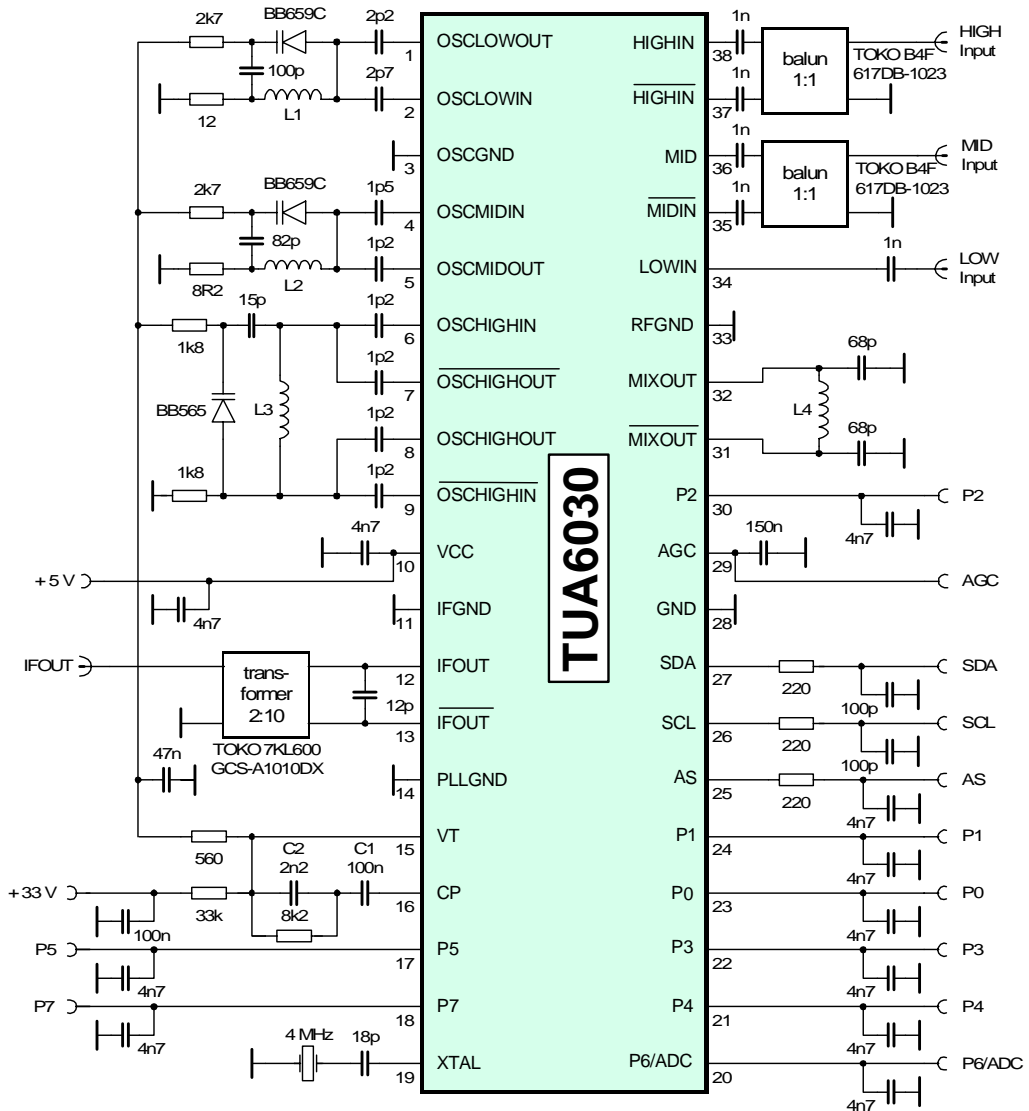 2k7
BB659C
2p2
1
OSCLOWOUT
100p
2p7
12
L1
2
OSCLOWIN
3
OSCGND
2k7
BB659C
1p5
4
OSCMIDIN
82p
1p2
8R2
L2
5
OSCMIDOUT
15p
1p2
6
OSCHIGHIN
1k8
1p2
7
OSCHIGHOUT
BB565
L3
1p2
8
OSCHIGHOUT
1k8
1p2
9
OSCHIGHIN
4n7
10
VCC
+5 V
4n7
11
IFGND
IFOUT
trans-
former
2:10
TOKO 7KL600
GCS-A1010DX
12
IFOUT
12p
13
IFOUT
47n
14
PLLGND
560
15
VT
C2
2n2
C1
100n
+33 V
33k
8k2
16
CP
100n
P5
17
P5
4n7
P7
18
P7
4n7
4 MHz
18p
19
XTAL
TUA6030
HIGHIN
38
1n
balun
1:1
TOKO B4F
617DB-1023
HIGH
Input
HIGHIN
37
1n
MID
36
1n
balun
1:1
TOKO B4F
617DB-1023
MID
Input
MIDIN
35
1n
LOWIN
34
1n
LOW
Input
RFGND
33
MIXOUT
32
68p
L4
MIXOUT
31
68p
P2
30
4n7
P2
AGC
29
150n
AGC
GND
28
SDA
27
220
100p
SDA
SCL
26
220
100p
SCL
AS
25
220
4n7
AS
P1
24
4n7
P1
P0
23
4n7
P0
P3
22
4n7
P3
P4
21
4n7
P4
P6/ADC
20
4n7
P6/ADC